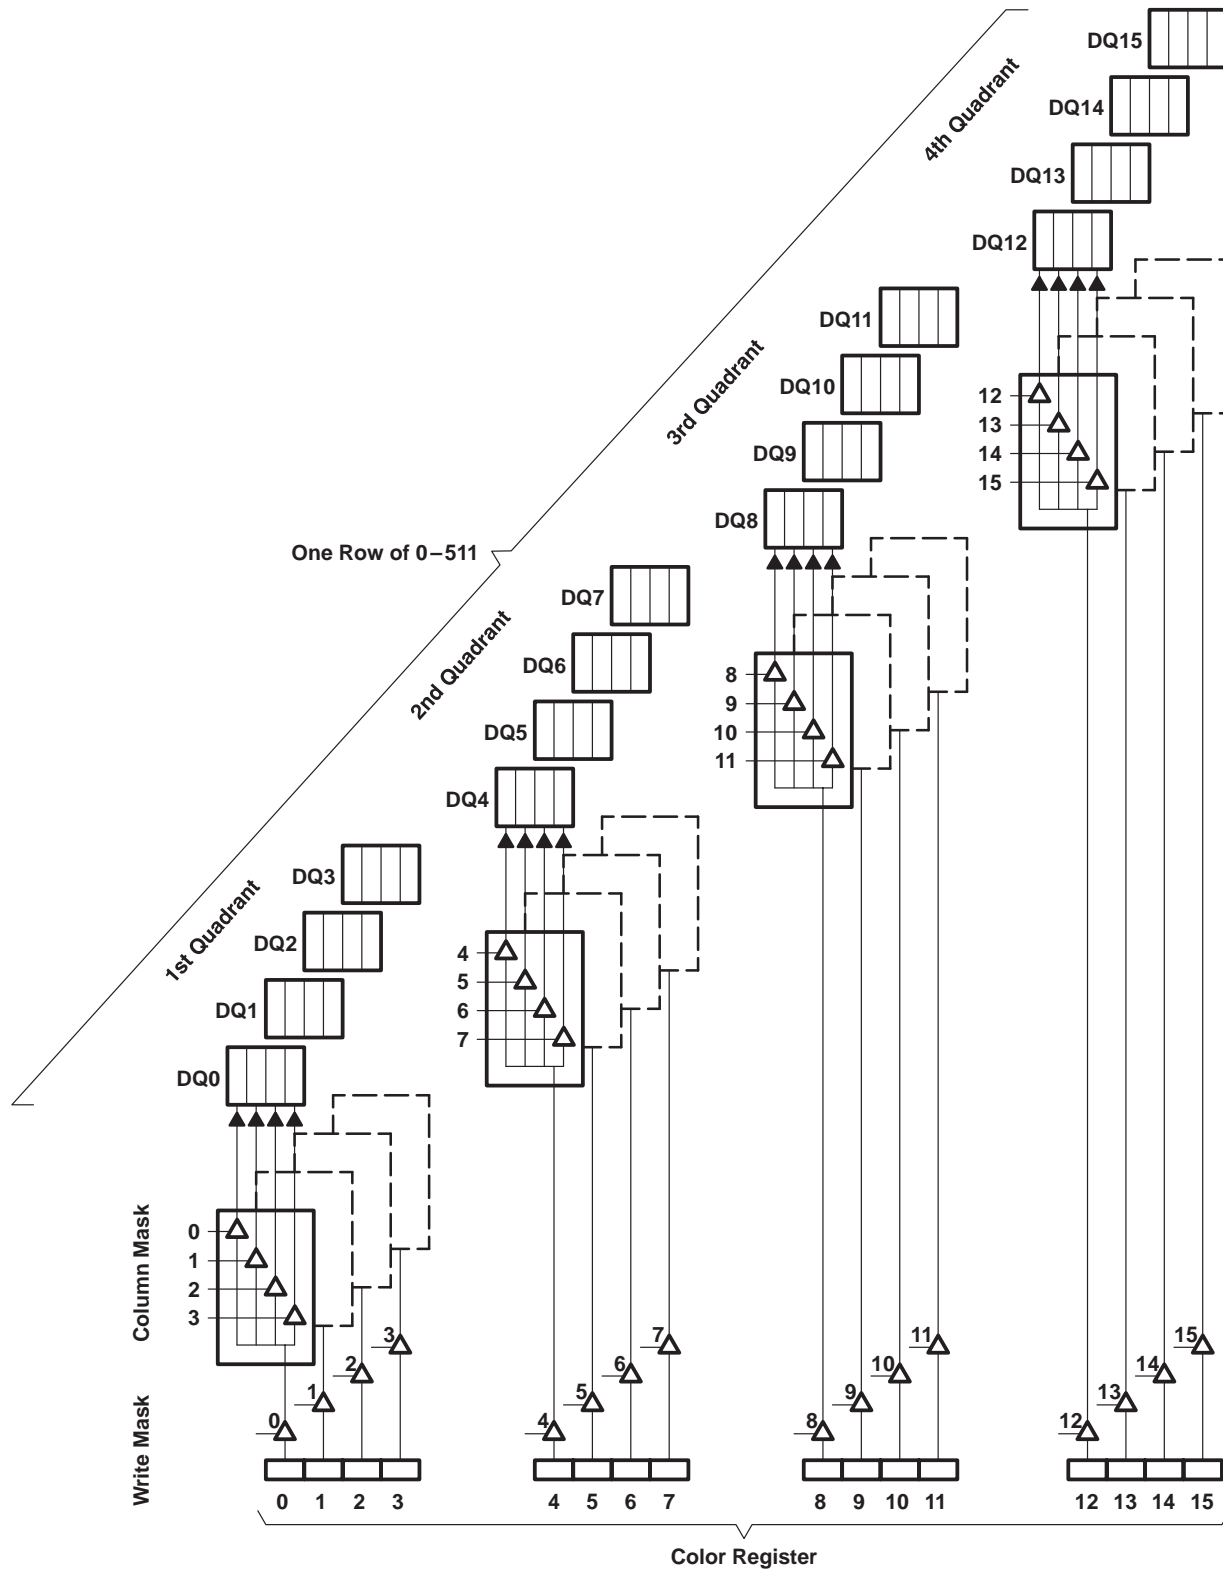 DQ15
DQ14
4th Quadrant
DQ13
DQ12
DQ11
3rd Quadrant
DQ10
12
13
DQ9
14
15
DQ8
One Row of 0–511
DQ7
2nd Quadrant
DQ6
8
9
DQ5
10
11
DQ4
DQ3
1st Quadrant
DQ2
4
5
DQ1
6
7
DQ0
Column Mask
0
1
2
3
3
7
11
15
2
6
10
14
1
5
9
13
0
4
8
12
Write Mask
0 1 2 3 4 5 6 7 8 9 10 11 12 13 14 15
Color Register